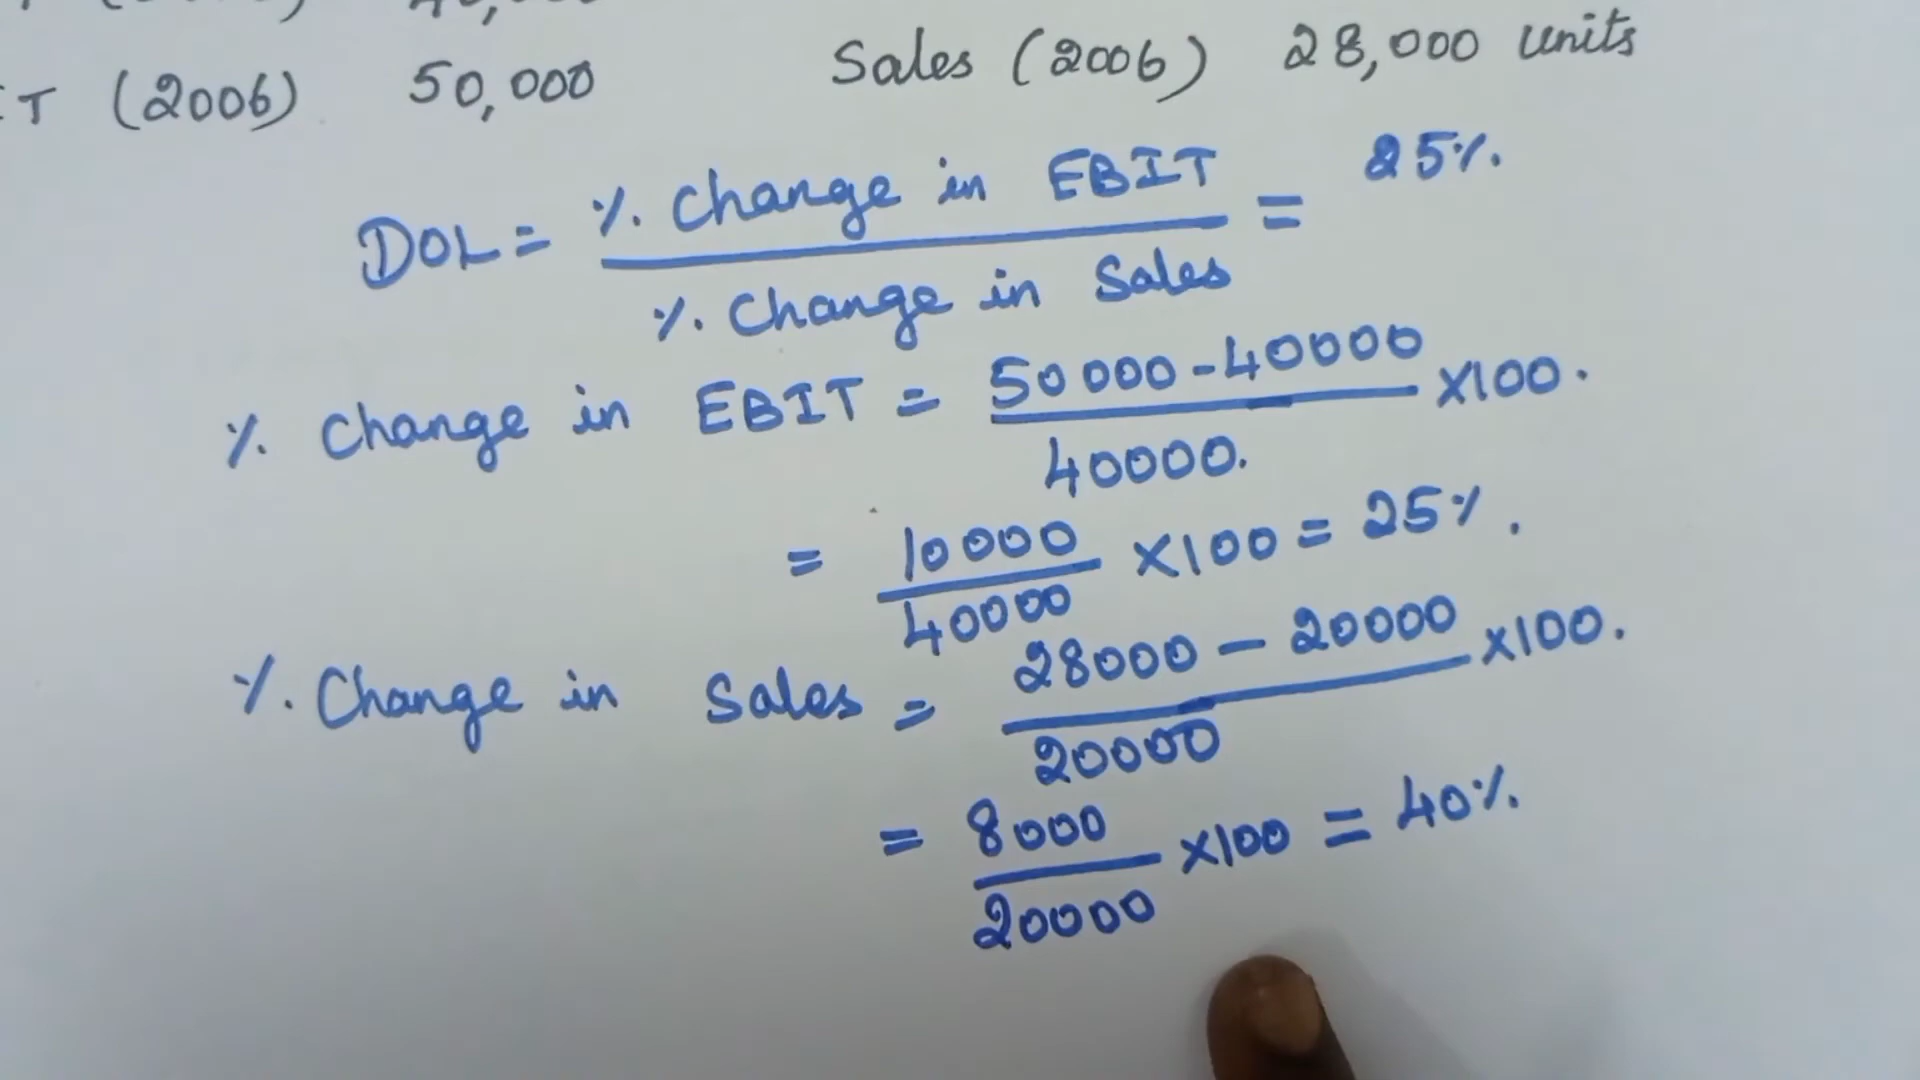 (2006) 50,000 Sales (2006) 28,000 units
DOL = % Change in EBIT / % Change in Sales = 25%.
% Change in EBIT = 50000 - 40000 / 40000. X100.
= 10000 / 40000 X100 = 25%.
% Change in Sales = 28000 - 20000 / 20000 X100.
= 8000 / 20000 X100 = 40%.